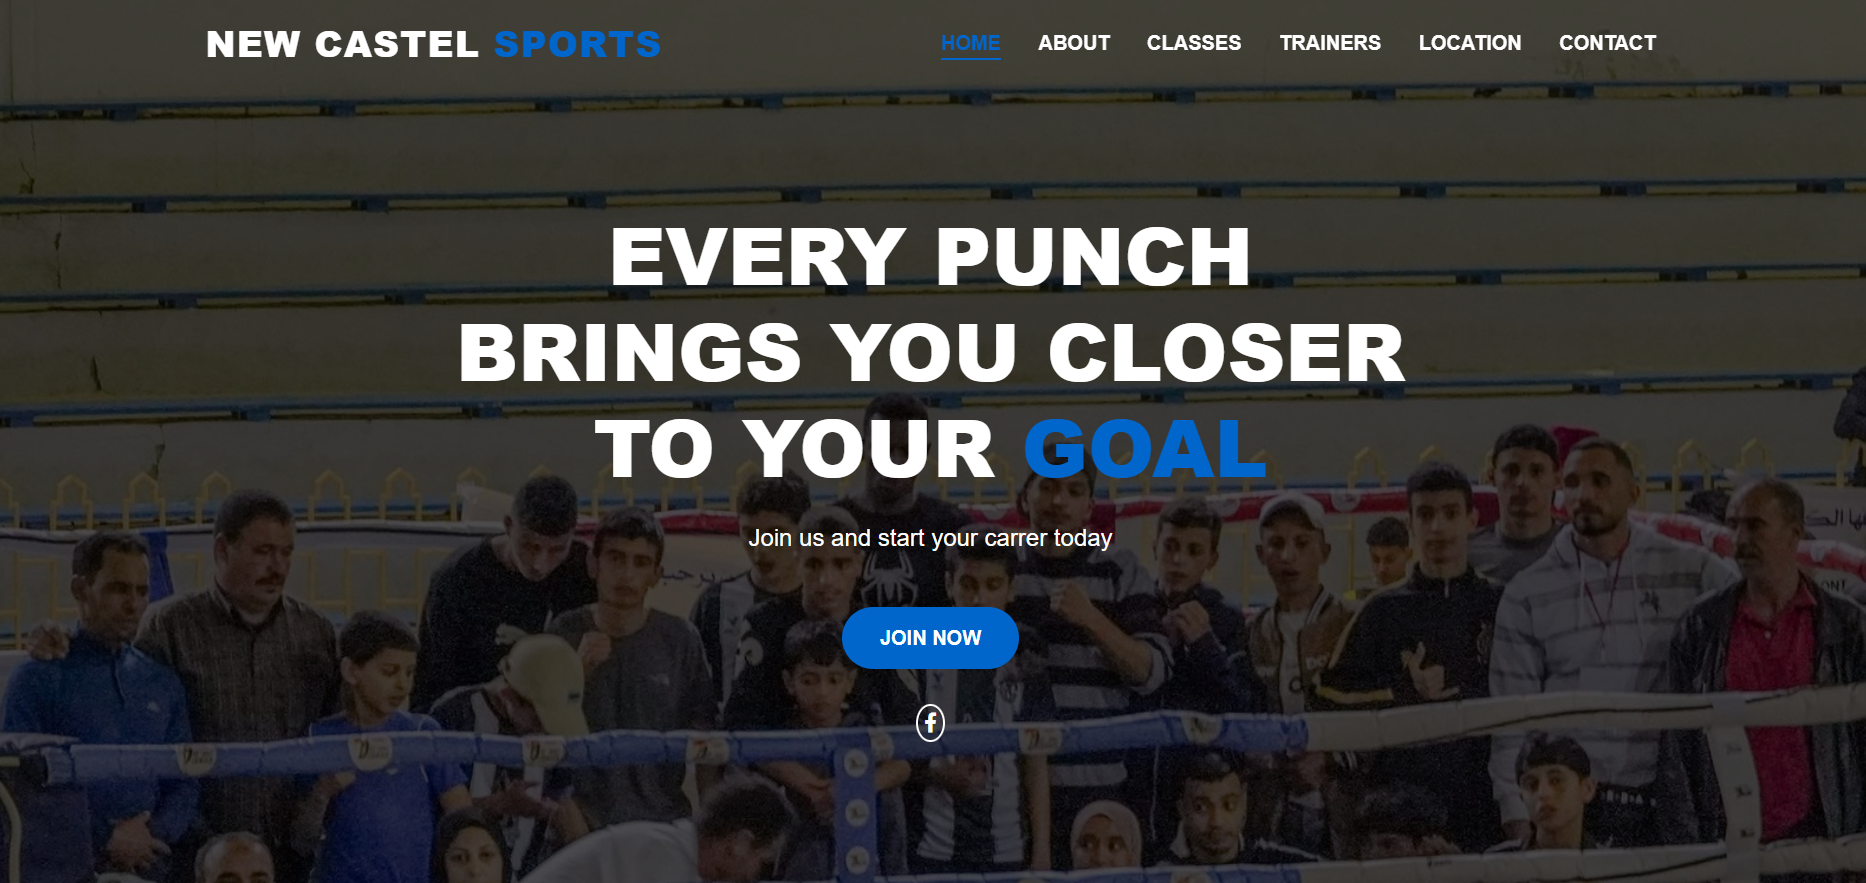 NEW CASTEL SPORTS
HOME ABOUT CLASSES TRAINERS LOCATION CONTACT
EVERY PUNCH
BRINGS YOU CLOSER
TO YOUR GOAL
Join us and start your carrer today
JOIN NOW